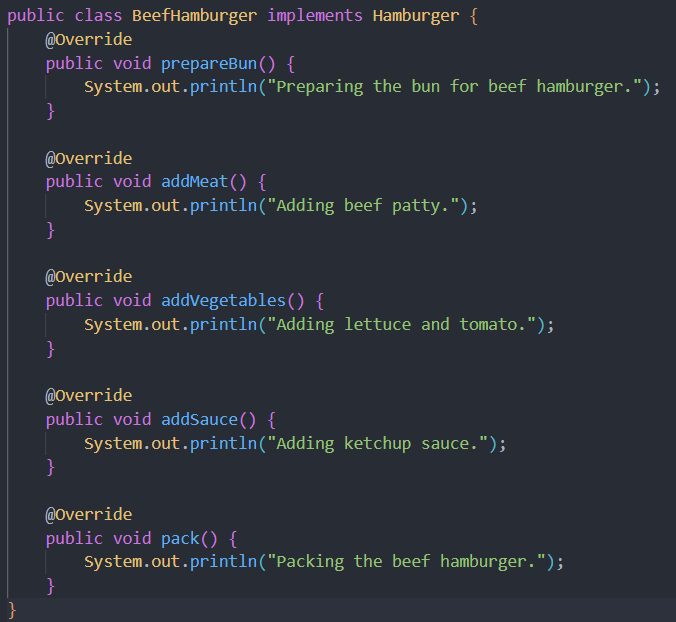 public class BeefHamburger implements Hamburger {
    @Override
    public void prepareBun() {
        System.out.println("Preparing the bun for beef hamburger.");
    }

    @Override
    public void addMeat() {
        System.out.println("Adding beef patty.");
    }

    @Override
    public void addVegetables() {
        System.out.println("Adding lettuce and tomato.");
    }

    @Override
    public void addSauce() {
        System.out.println("Adding ketchup sauce.");
    }

    @Override
    public void pack() {
        System.out.println("Packing the beef hamburger.");
    }
}